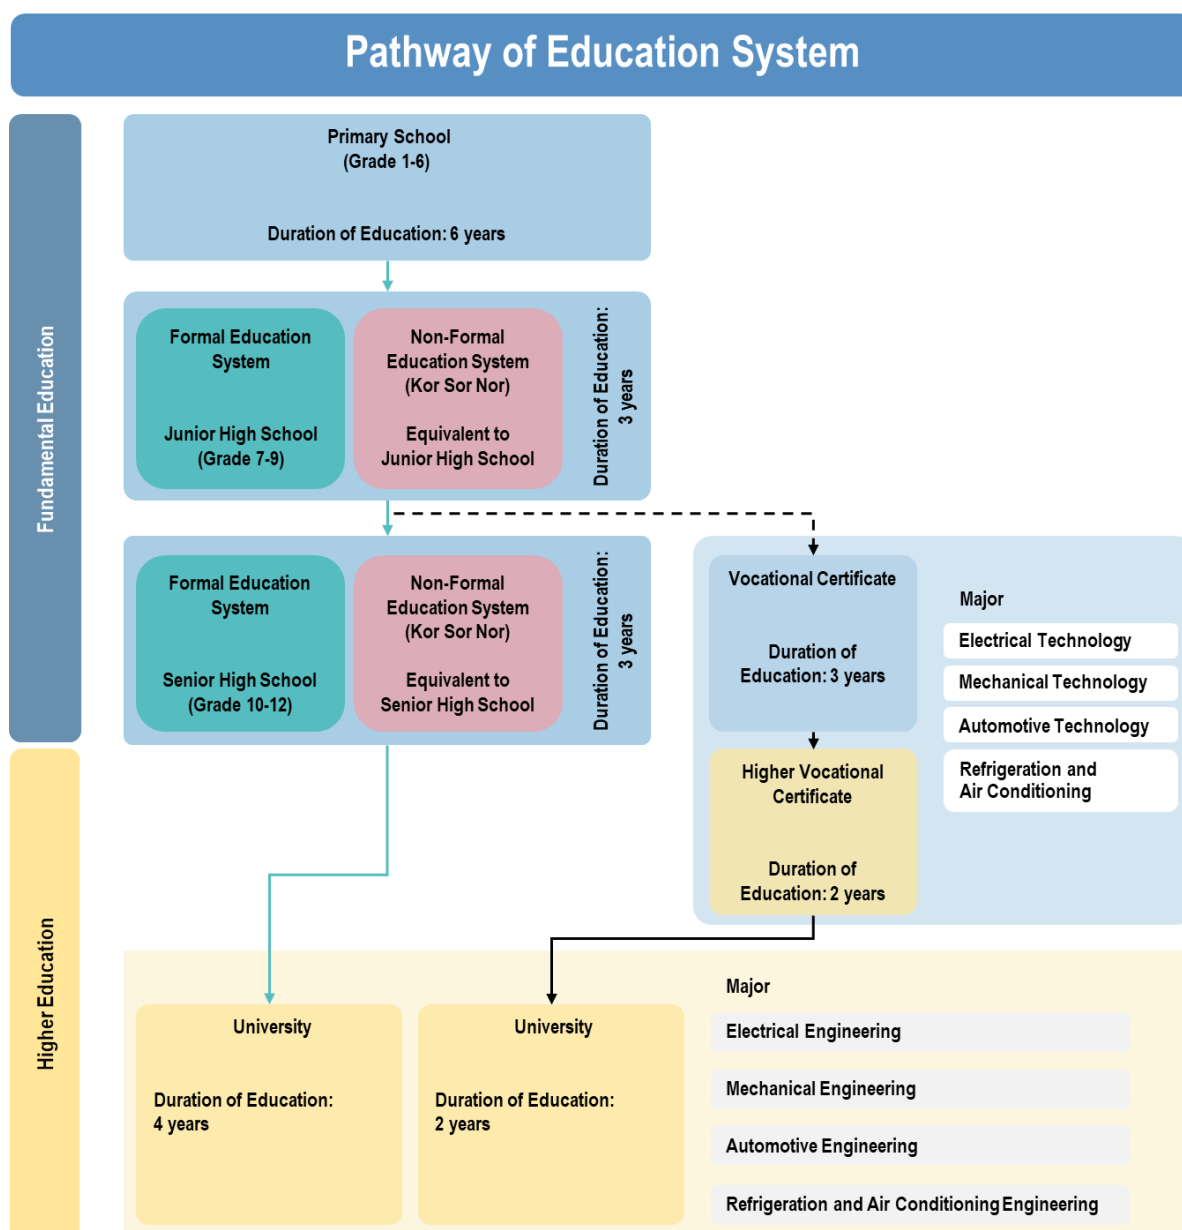 Pathway of Education System
Fundamental Education
Primary School
(Grade 1-6)
Duration of Education: 6 years
Formal Education
System
Junior High School
(Grade 7-9)
Non-Formal
Education System
(Kor Sor Nor)
Equivalent to
Junior High School
Duration of Education:
3 years
Formal Education
System
Senior High School
(Grade 10-12)
Non-Formal
Education System
(Kor Sor Nor)
Equivalent to
Senior High School
Duration of Education:
3 years
Vocational Certificate
Duration of
Education: 3 years
Major
Electrical Technology
Mechanical Technology
Automotive Technology
Refrigeration and
Air Conditioning
Higher Education
Higher Vocational
Certificate
Duration of
Education: 2 years
University
Duration of Education:
4 years
University
Duration of Education:
2 years
Major
Electrical Engineering
Mechanical Engineering
Automotive Engineering
Refrigeration and Air Conditioning Engineering